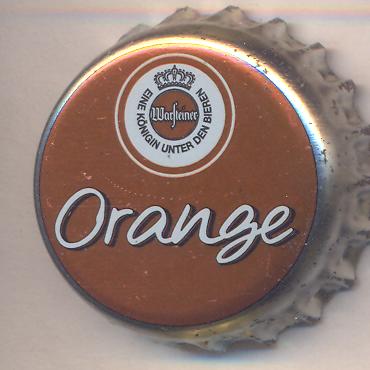 Warsteiner
EINE KÖNIGIN UNTER DEN BIEREN
Orange